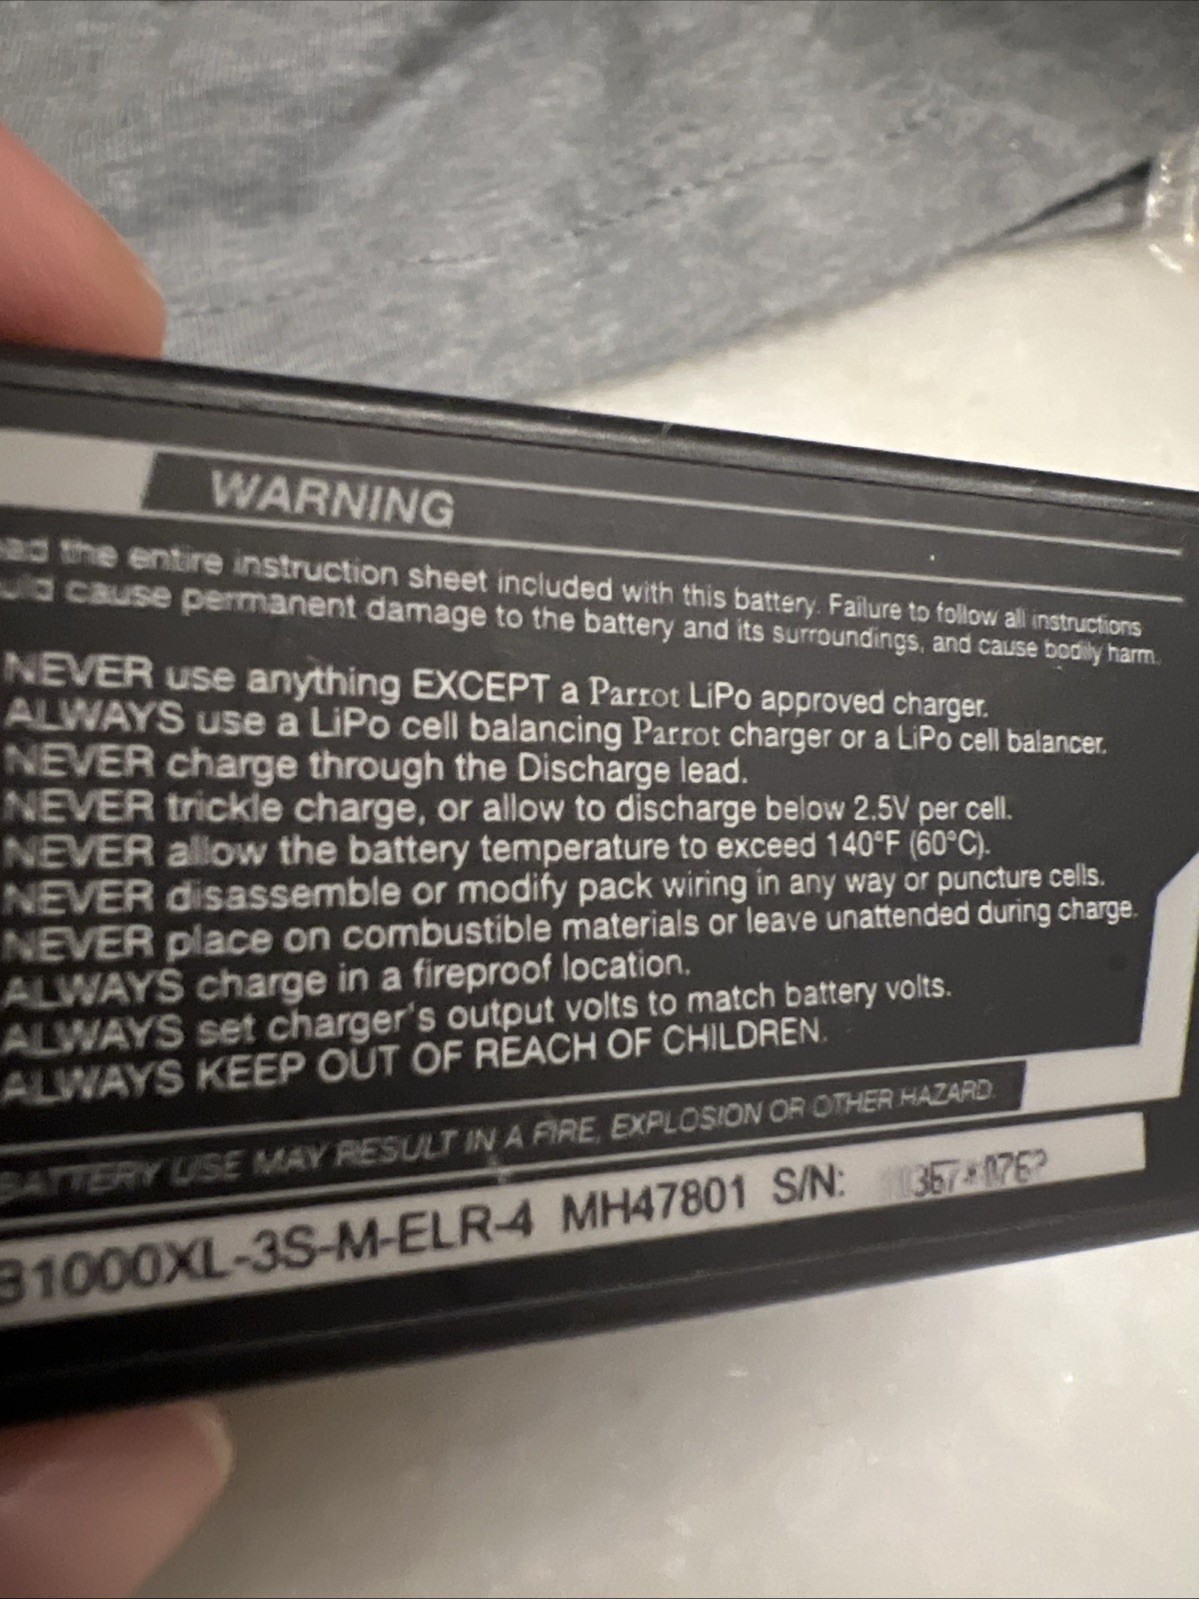 WARNING
the entire instruction sheet included with this battery. Failure to follow all instructions
cause permanent damage to the battery and its surroundings, and cause bodily harm.
NEVER use anything EXCEPT a Parrot LiPo approved charger.
ALWAYS use a LiPo cell balancing Parrot charger or a LiPo cell balancer.
NEVER charge through the Discharge lead.
NEVER trickle charge, or allow to discharge below 2.5V per cell.
NEVER allow the battery temperature to exceed 140°F (60°C).
NEVER disassemble or modify pack wiring in any way or puncture cells.
NEVER place on combustible materials or leave unattended during charge.
ALWAYS charge in a fireproof location.
ALWAYS set charger's output volts to match battery volts.
ALWAYS KEEP OUT OF REACH OF CHILDREN.
BATTERY USE MAY RESULT IN A FIRE, EXPLOSION OR OTHER HAZARD.
31000XL-3S-M-ELR-4 MH47801 S/N: